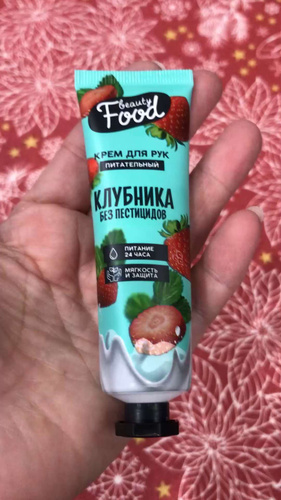 beauty
Food
КРЕМ ДЛЯ РУК
ПИТАТЕЛЬНЫЙ
КЛУБНИКА
БЕЗ ПЕСТИЦИДОВ
ПИТАНИЕ
24 ЧАСА
МЯГКОСТЬ
И ЗАЩИТА